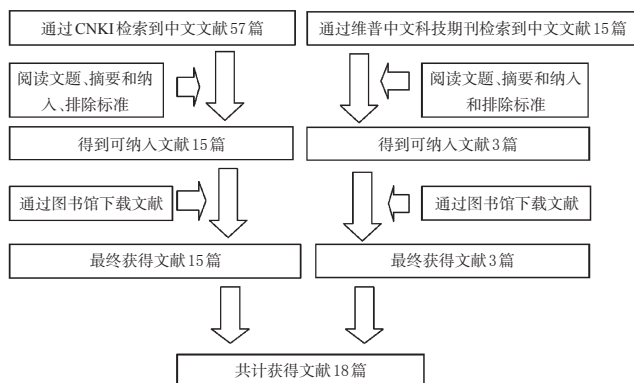 通过CNKI检索到中文文献57篇
通过维普中文科技期刊检索到中文文献15篇
阅读文题、摘要和纳
入、排除标准
阅读文题、摘要和纳入
和排除标准
得到可纳入文献15篇
得到可纳入文献3篇
通过图书馆下载文献
通过图书馆下载文献
最终获得文献15篇
最终获得文献3篇
共计获得文献18篇